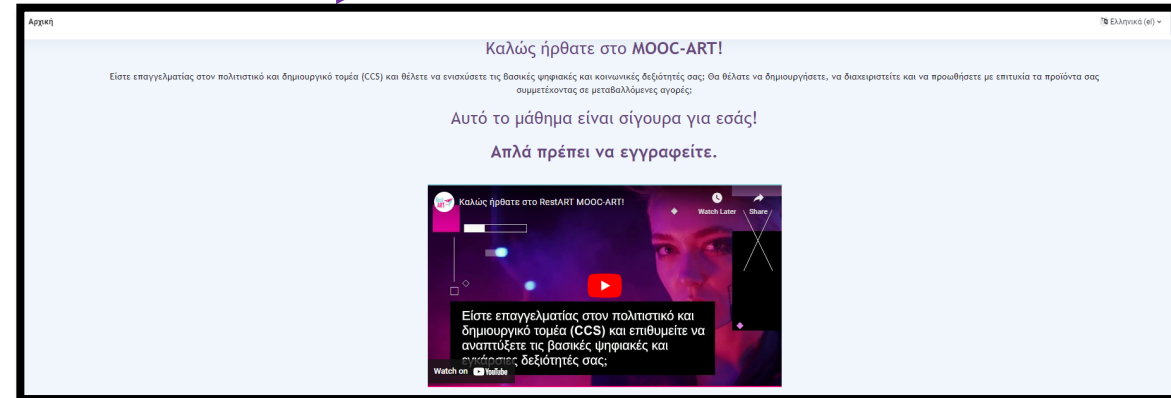 Αρχική
Ελληνικά (el)
Καλώς ήρθατε στο MOOC-ART!
Είστε επαγγελματίας στον πολιτιστικό και δημιουργικό τομέα (CCS) και θέλετε να ενισχύσετε τις βασικές ψηφιακές και κοινωνικές δεξιότητές σας; Θα θέλατε να δημιουργήσετε, να διαχειριστείτε και να προωθήσετε με επιτυχία τα προϊόντα σας
συμμετέχοντας σε μεταβαλλόμενες αγορές;
Αυτό το μάθημα είναι σίγουρα για εσάς!
Απλά πρέπει να εγγραφείτε.
Καλώς ήρθατε στο RestART MOOC-ART!
Watch Later
Share
Είστε επαγγελματίας στον πολιτιστικό και
δημιουργικό τομέα (CCS) και επιθυμείτε να
αναπτύξετε τις βασικές ψηφιακές και
εγκάρσιες δεξιότητές σας;
Watch on YouTube